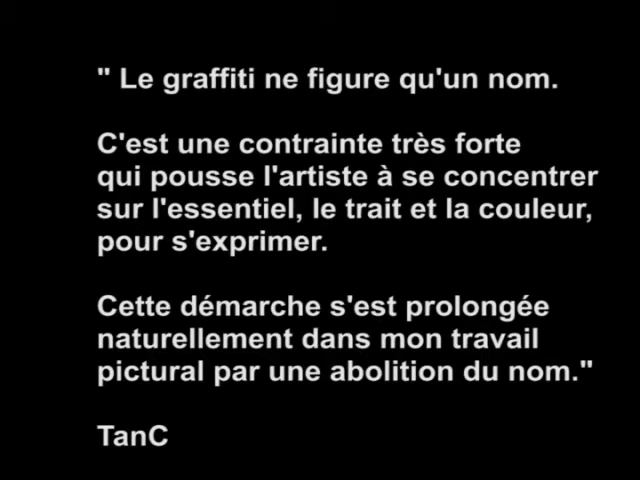 " Le graffiti ne figure qu'un nom.
C'est une contrainte très forte
qui pousse l'artiste à se concentrer
sur l'essentiel, le trait et la couleur,
pour s'exprimer.
Cette démarche s'est prolongée
naturellement dans mon travail
pictural par une abolition du nom."
TanC